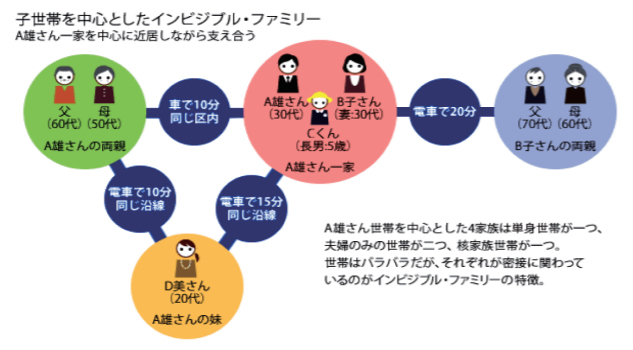 子世帯を中心としたインビジブル・ファミリー
A雄さん一家を中心に近居しながら支え合う
父 母
(60代) (50代)
A雄さんの両親
車で10分
同じ区内
A雄さん B子さん
(30代) (妻:30代)
Cくん
(長男:5歳)
A雄さん一家
電車で20分
父 母
(70代) (60代)
B子さんの両親
電車で10分
同じ沿線
電車で15分
同じ沿線
D美さん
(20代)
A雄さんの妹
A雄さん世帯を中心とした4家族は単身世帯が一つ、
夫婦のみの世帯が二つ、核家族世帯が一つ。
世帯はバラバラだが、それぞれが密接に関わって
いるのがインビジブル・ファミリーの特徴。